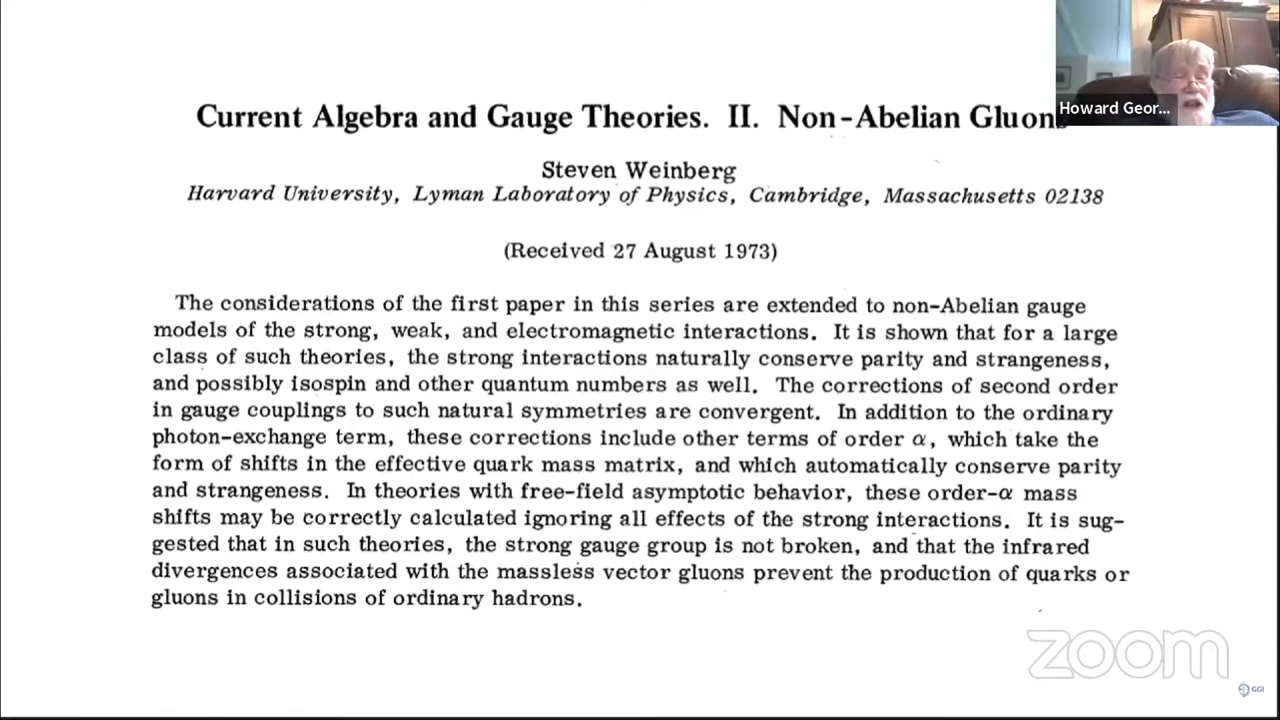 Current Algebra and Gauge Theories. II. Non-Abelian Gluon
Howard Geor...
Steven Weinberg
Harvard University, Lyman Laboratory of Physics, Cambridge, Massachusetts 02138
(Received 27 August 1973)
The considerations of the first paper in this series are extended to non-Abelian gauge
models of the strong, weak, and electromagnetic interactions. It is shown that for a large
class of such theories, the strong interactions naturally conserve parity and strangeness,
and possibly isospin and other quantum numbers as well. The corrections of second order
in gauge couplings to such natural symmetries are convergent. In addition to the ordinary
photon-exchange term, these corrections include other terms of order α, which take the
form of shifts in the effective quark mass matrix, and which automatically conserve parity
and strangeness. In theories with free-field asymptotic behavior, these order-α mass
shifts may be correctly calculated ignoring all effects of the strong interactions. It is sug-
gested that in such theories, the strong gauge group is not broken, and that the infrared
divergences associated with the massless vector gluons prevent the production of quarks or
gluons in collisions of ordinary hadrons.
zoom
GGI